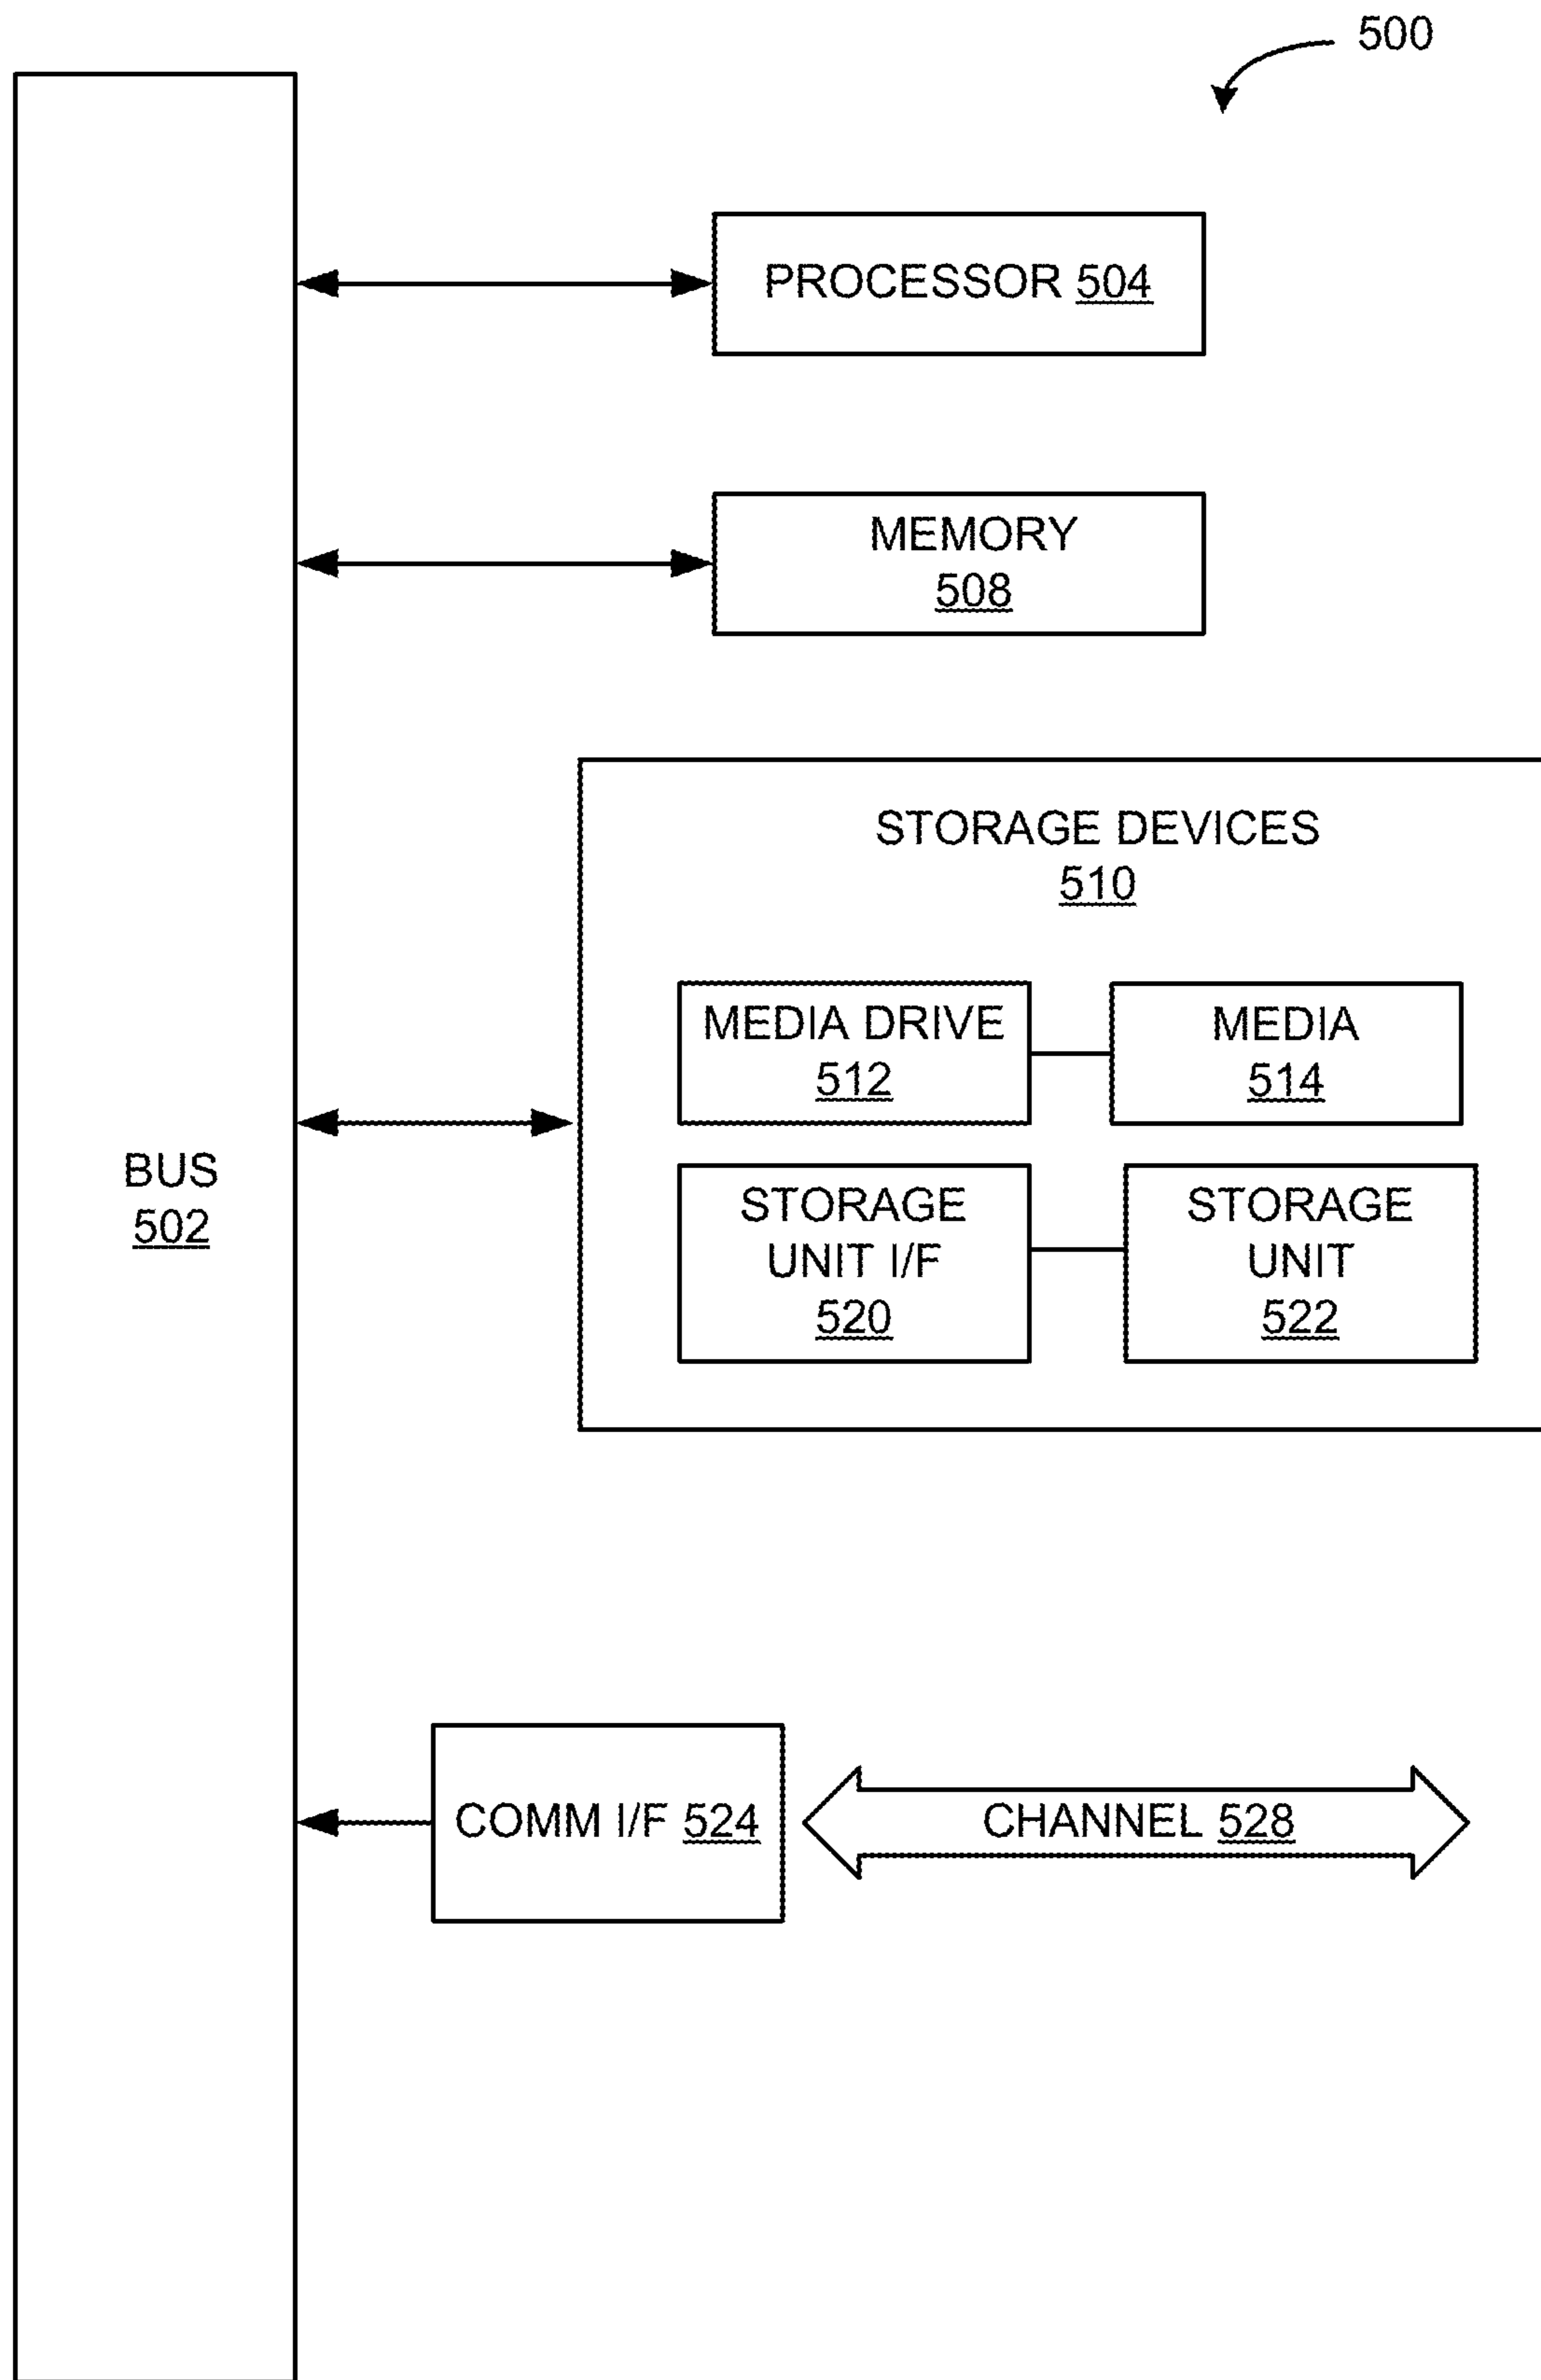 500
PROCESSOR 504
MEMORY
508
STORAGE DEVICES
510
MEDIA DRIVE
512
MEDIA
514
BUS
502
STORAGE
UNIT I/F
520
STORAGE
UNIT
522
COMM I/F 524
CHANNEL 528